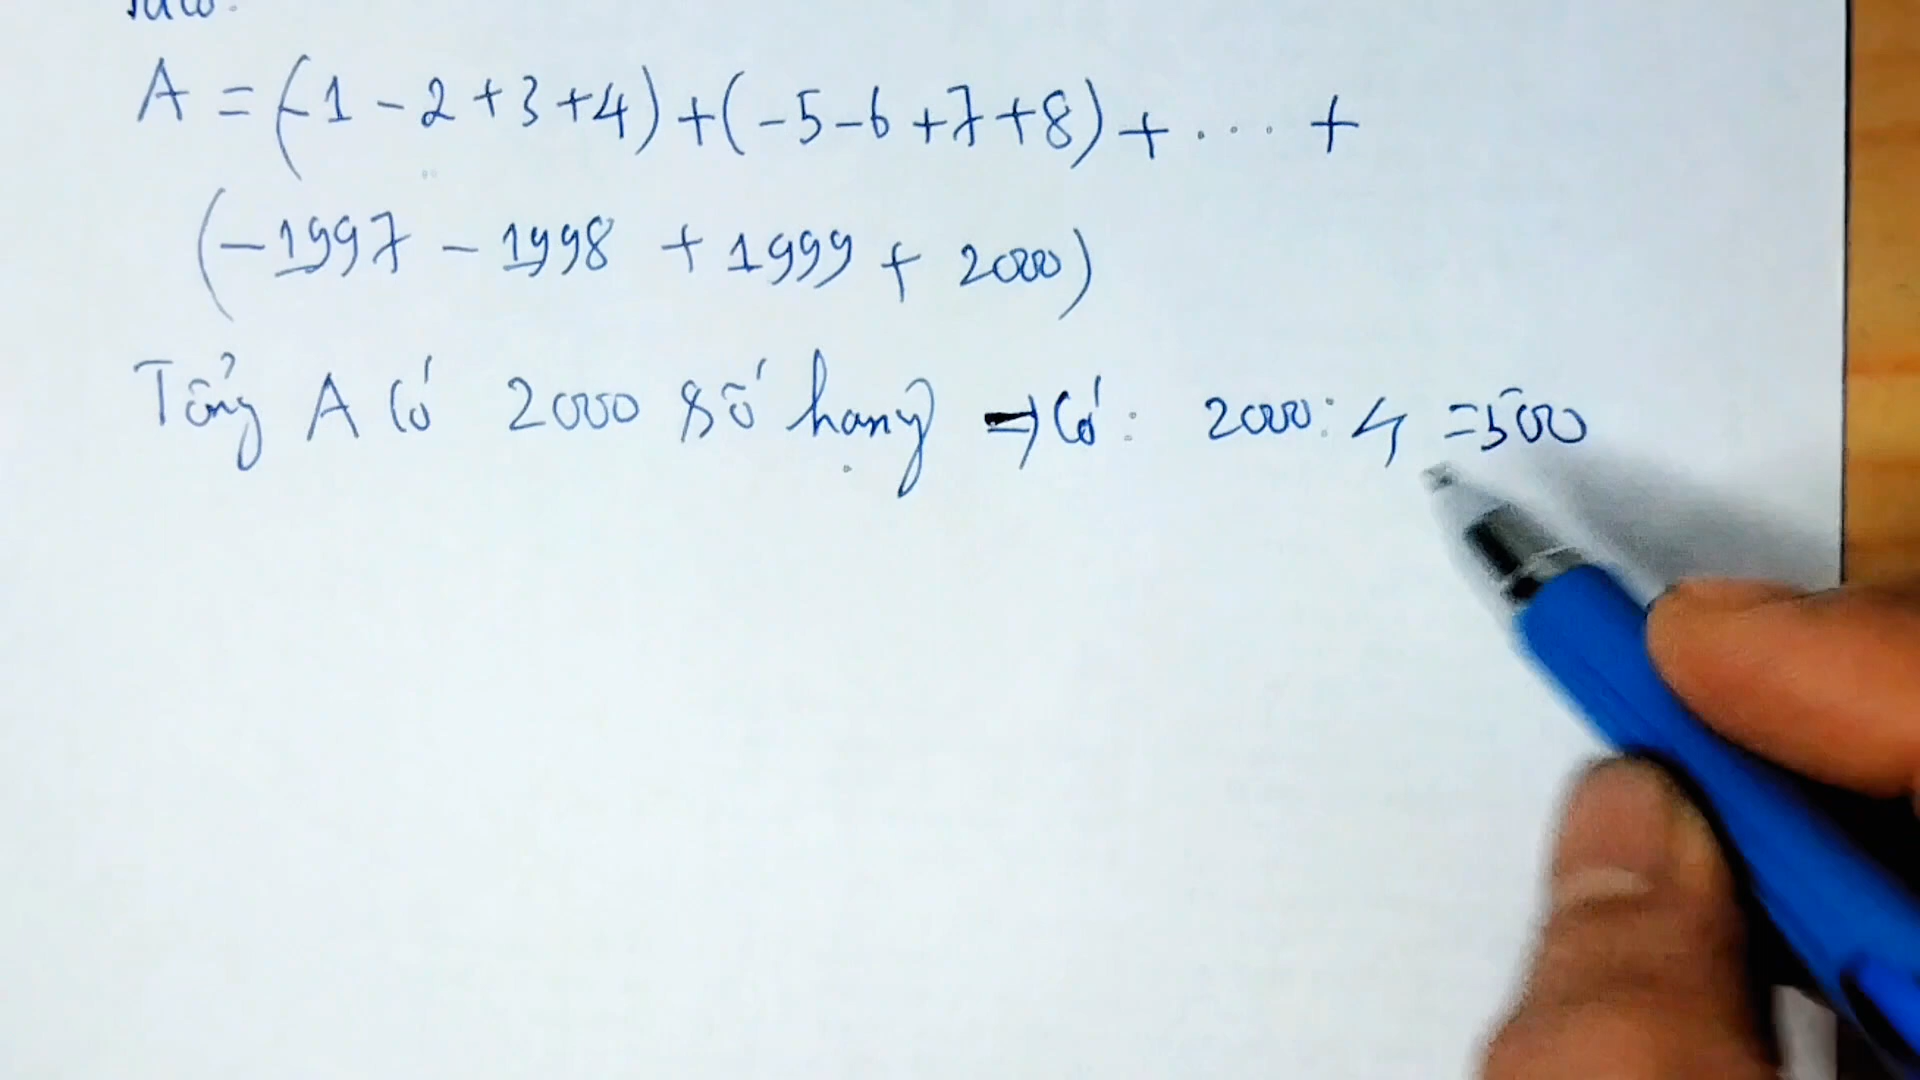 A = (-1 - 2 + 3 + 4) + (-5 - 6 + 7 + 8) + ... +
(-1997 - 1998 + 1999 + 2000)
Tổng A có 2000 số hạng → Có: 2000 : 4 = 500